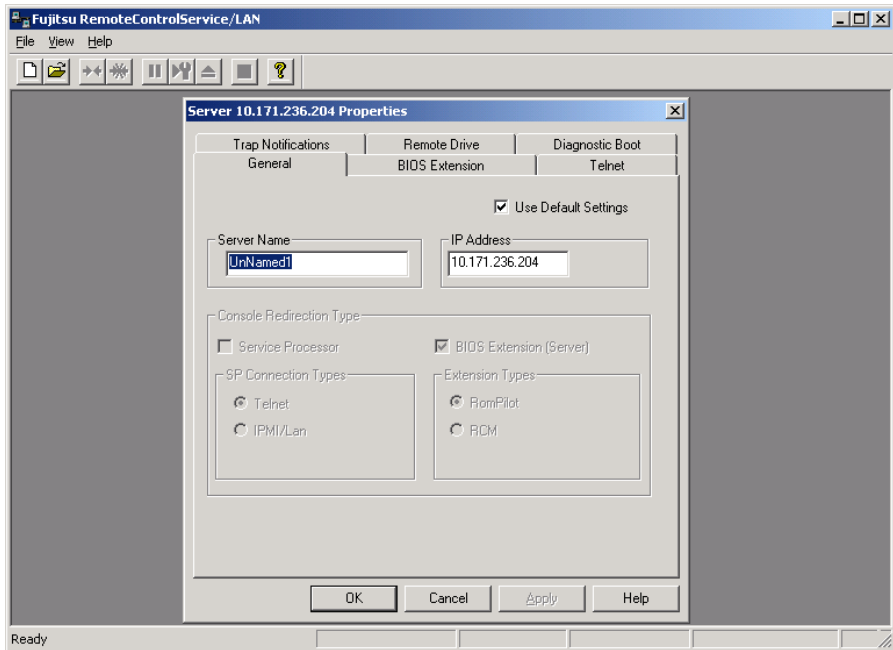 Fujitsu RemoteControlService/LAN
File View Help
Server 10.171.236.204 Properties
Trap Notifications Remote Drive Diagnostic Boot
General BIOS Extension Telnet
Use Default Settings
Server Name IP Address
UnNamed1 10.171.236.204
Console Redirection Type
Service Processor BIOS Extension (Server)
SP Connection Types Extension Types
Telnet RomPilot
IPMI/Lan RCM
OK Cancel Apply Help
Ready